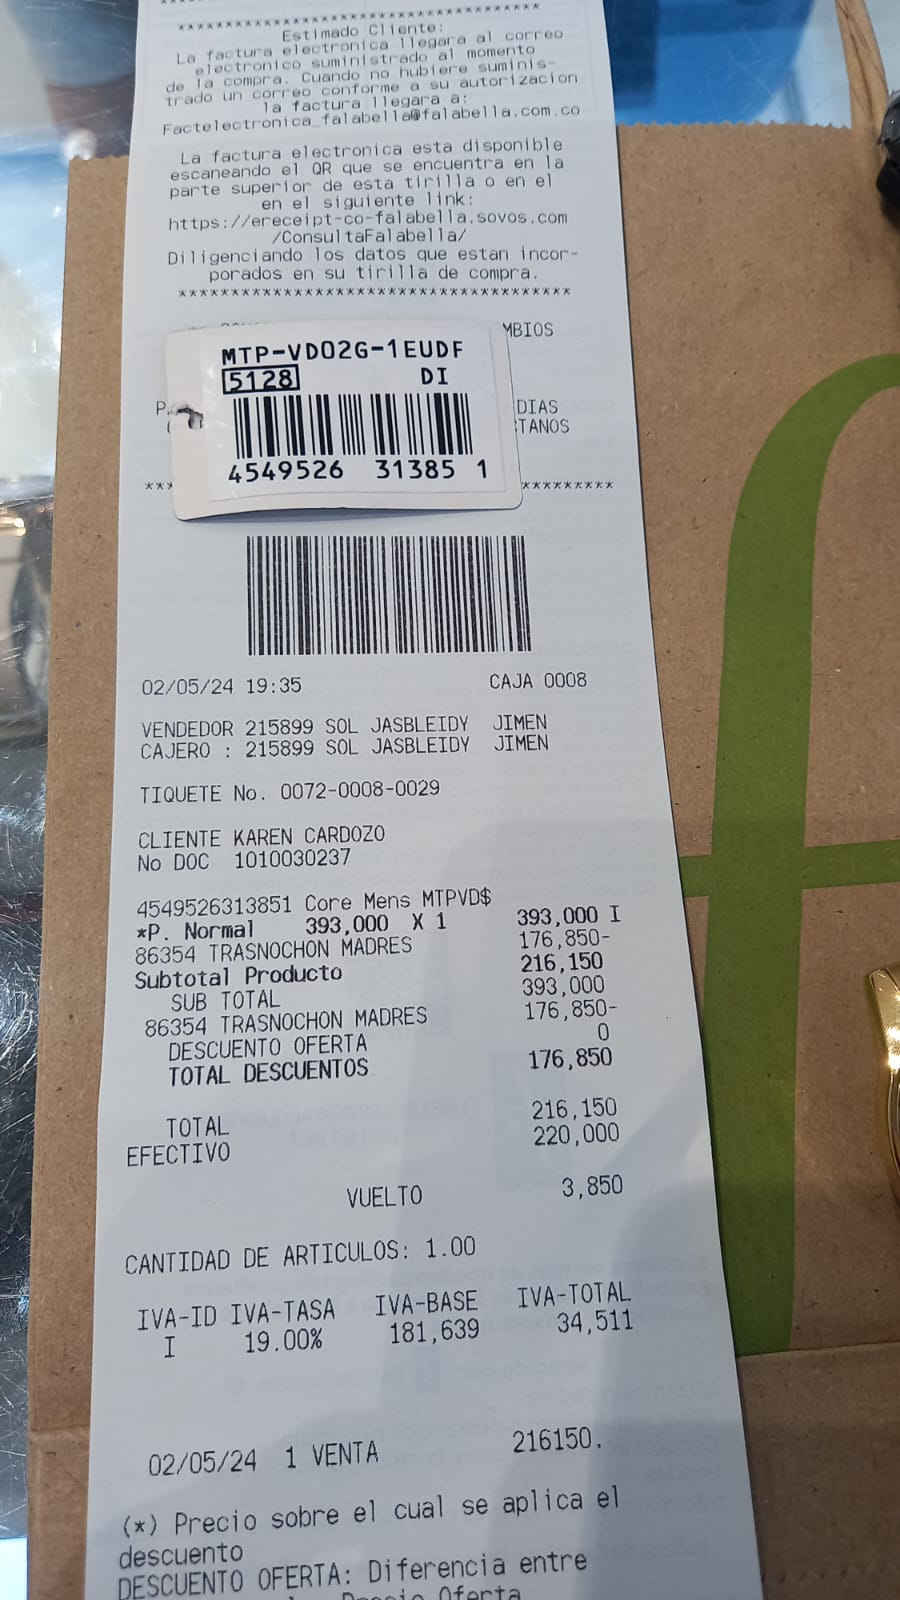 ***********************************
Estimado Cliente:
La factura electronica llegara al correo
electronico suministrado al momento
de la compra. Cuando no hubiere suminis-
trado un correo conforme a su autorizacion
la factura llegara a:
Factelectronica_falabella@falabella.com.co
La factura electronica esta disponible
escaneando el QR que se encuentra en la
parte superior de esta tirilla o en el
en el siguiente link:
https://ereceipt-co-falabella.sovos.com
/ConsultaFalabella/
Diligenciando los datos que estan incor-
porados en su tirilla de compra.
**************************************
MBIOS
MTP-VD02G-1EUDF
5128 DI
P. DIAS
TANOS
4549526 31385 1
*** *********
02/05/24 19:35 CAJA 0008
VENDEDOR 215899 SOL JASBLEIDY JIMEN
CAJERO : 215899 SOL JASBLEIDY JIMEN
TIQUETE No. 0072-0008-0029
CLIENTE KAREN CARDOZO
No DOC 1010030237
4549526313851 Core Mens MTPVD$
*P. Normal 393,000 X 1 393,000 I
86354 TRASNOCHON MADRES 176,850-
Subtotal Producto 216,150
SUB TOTAL 393,000
86354 TRASNOCHON MADRES 176,850-
DESCUENTO OFERTA 0
TOTAL DESCUENTOS 176,850
TOTAL 216,150
EFECTIVO 220,000
VUELTO 3,850
CANTIDAD DE ARTICULOS: 1.00
IVA-ID IVA-TASA IVA-BASE IVA-TOTAL
I 19.00% 181,639 34,511
02/05/24 1 VENTA 216150.
(*) Precio sobre el cual se aplica el
descuento
DESCUENTO OFERTA: Diferencia entre
Precio Oferta